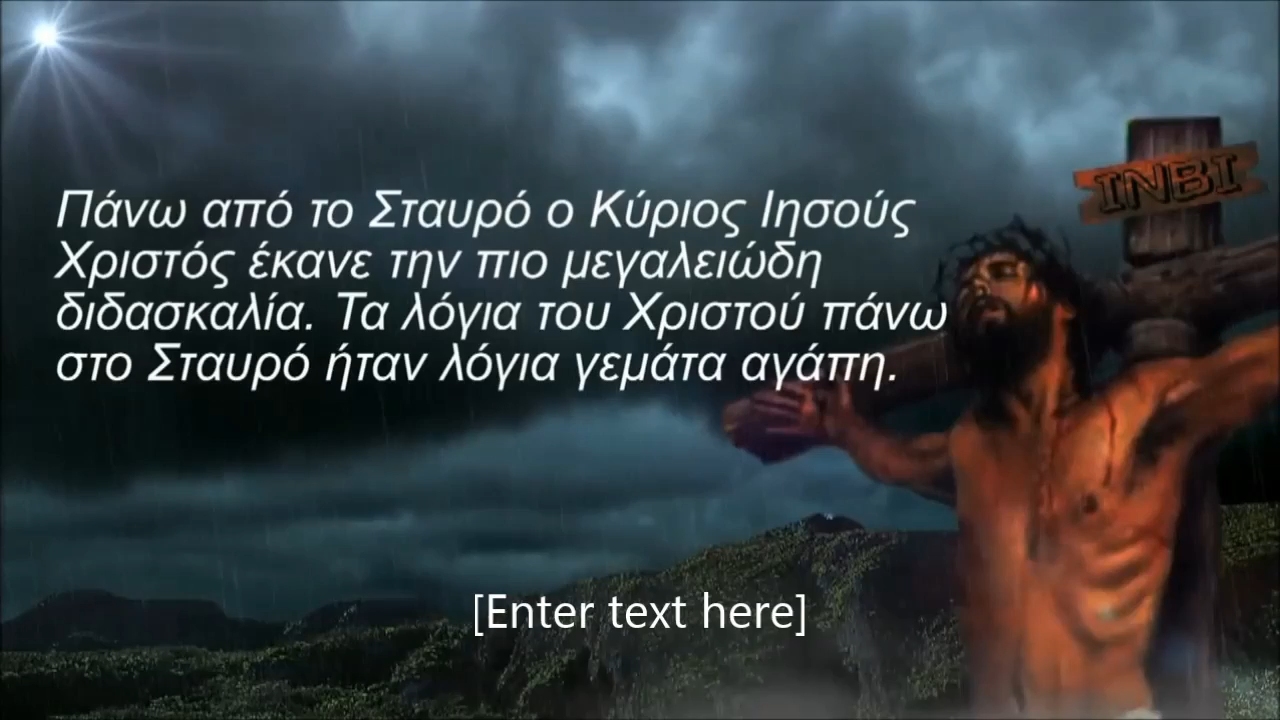 ΙΝΒΙ
Πάνω από το Σταυρό ο Κύριος Ιησούς
Χριστός έκανε την πιο μεγαλειώδη
διδασκαλία. Τα λόγια του Χριστού πάνω
στο Σταυρό ήταν λόγια γεμάτα αγάπη.
[Enter text here]